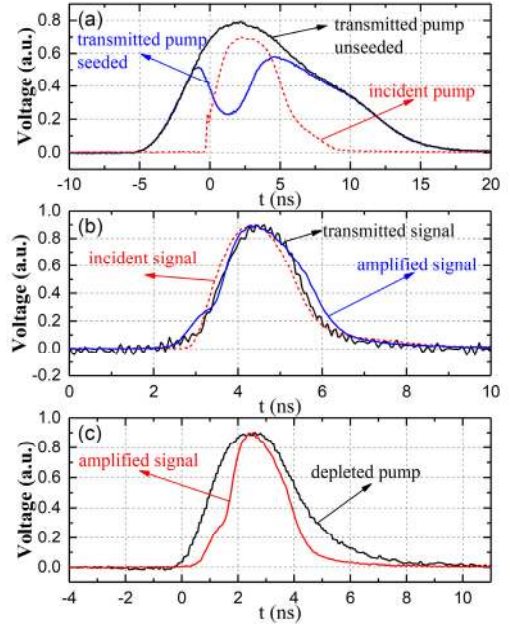 (a)
transmitted pump
seeded
transmitted pump
unseeded
incident pump
Voltage (a.u.)
0.8
0.6
0.4
0.2
0.0
-10 -5 0 5 10 15 20
t (ns)
(b)
transmitted signal
incident signal
amplified signal
Voltage (a.u.)
1.0
0.8
0.6
0.4
0.2
0.0
-0.2
0 2 4 6 8 10
t (ns)
(c)
amplified signal
depleted pump
Voltage (a.u.)
1.0
0.8
0.6
0.4
0.2
0.0
-4 -2 0 2 4 6 8 10
t (ns)